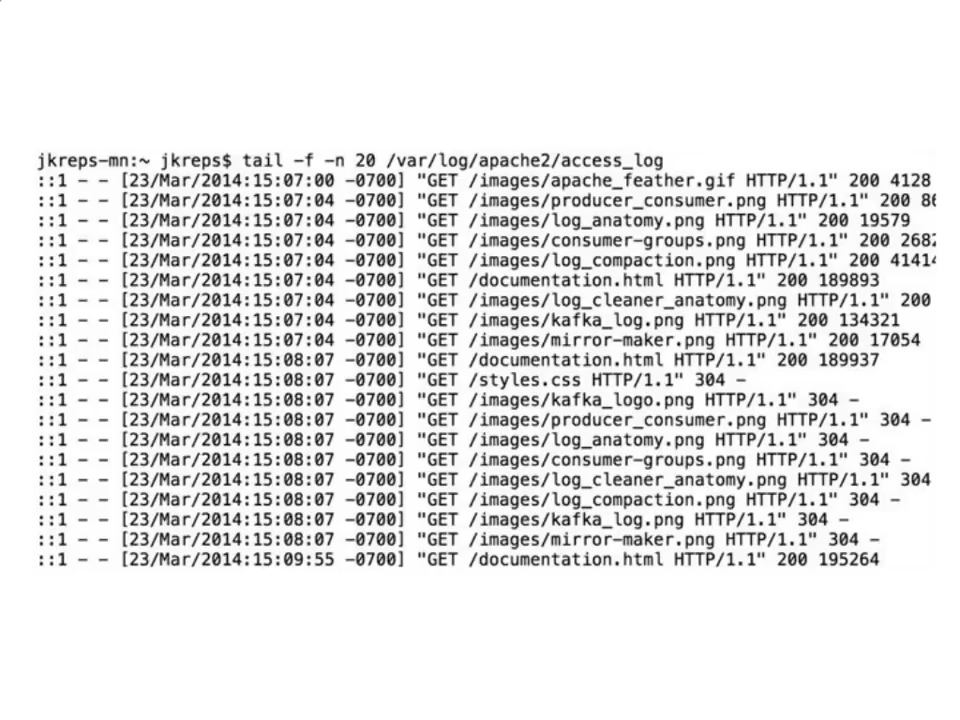 jkreps-mn:~ jkreps$ tail -f -n 20 /var/log/apache2/access_log
::1 - - [23/Mar/2014:15:07:00 -0700] "GET /images/apache_feather.gif HTTP/1.1" 200 4128
::1 - - [23/Mar/2014:15:07:04 -0700] "GET /images/producer_consumer.png HTTP/1.1" 200 86
::1 - - [23/Mar/2014:15:07:04 -0700] "GET /images/log_anatomy.png HTTP/1.1" 200 19579
::1 - - [23/Mar/2014:15:07:04 -0700] "GET /images/consumer-groups.png HTTP/1.1" 200 2682
::1 - - [23/Mar/2014:15:07:04 -0700] "GET /images/log_compaction.png HTTP/1.1" 200 41414
::1 - - [23/Mar/2014:15:07:04 -0700] "GET /documentation.html HTTP/1.1" 200 189893
::1 - - [23/Mar/2014:15:07:04 -0700] "GET /images/log_cleaner_anatomy.png HTTP/1.1" 200
::1 - - [23/Mar/2014:15:07:04 -0700] "GET /images/kafka_log.png HTTP/1.1" 200 134321
::1 - - [23/Mar/2014:15:07:04 -0700] "GET /images/mirror-maker.png HTTP/1.1" 200 17054
::1 - - [23/Mar/2014:15:08:07 -0700] "GET /documentation.html HTTP/1.1" 200 189937
::1 - - [23/Mar/2014:15:08:07 -0700] "GET /styles.css HTTP/1.1" 304 -
::1 - - [23/Mar/2014:15:08:07 -0700] "GET /images/kafka_logo.png HTTP/1.1" 304 -
::1 - - [23/Mar/2014:15:08:07 -0700] "GET /images/producer_consumer.png HTTP/1.1" 304 -
::1 - - [23/Mar/2014:15:08:07 -0700] "GET /images/log_anatomy.png HTTP/1.1" 304 -
::1 - - [23/Mar/2014:15:08:07 -0700] "GET /images/consumer-groups.png HTTP/1.1" 304 -
::1 - - [23/Mar/2014:15:08:07 -0700] "GET /images/log_cleaner_anatomy.png HTTP/1.1" 304
::1 - - [23/Mar/2014:15:08:07 -0700] "GET /images/log_compaction.png HTTP/1.1" 304 -
::1 - - [23/Mar/2014:15:08:07 -0700] "GET /images/kafka_log.png HTTP/1.1" 304 -
::1 - - [23/Mar/2014:15:08:07 -0700] "GET /images/mirror-maker.png HTTP/1.1" 304 -
::1 - - [23/Mar/2014:15:09:55 -0700] "GET /documentation.html HTTP/1.1" 200 195264